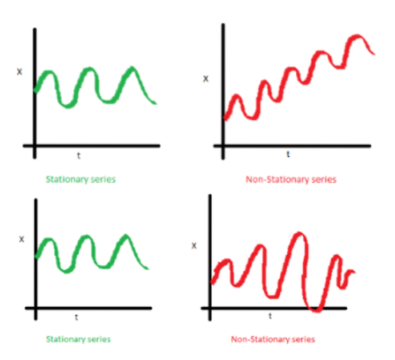 x
x
t
t
Stationary series
Non-Stationary series
x
x
t
t
Stationary series
Non-Stationary series